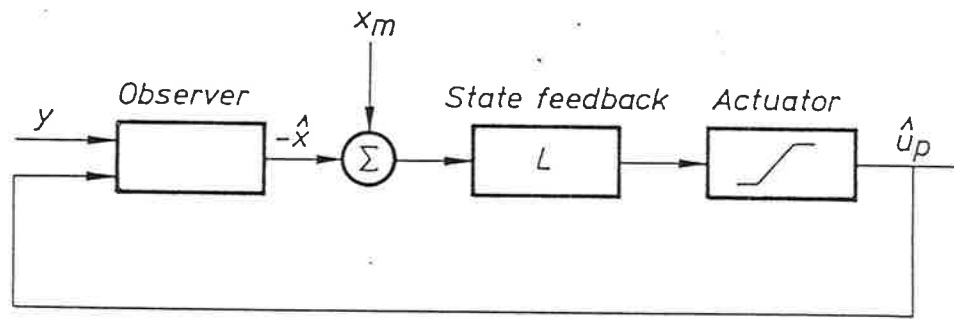 x_m
Observer
State feedback
Actuator
y
-x̂
Σ
L
û_p